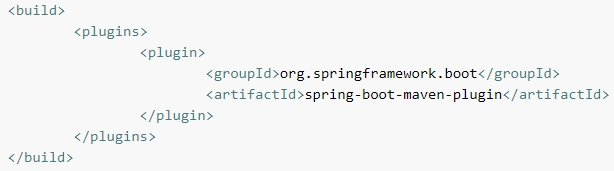 <build>
<plugins>
<plugin>
<groupId>org.springframework.boot</groupId>
<artifactId>spring-boot-maven-plugin</artifactId>
</plugin>
</plugins>
</build>